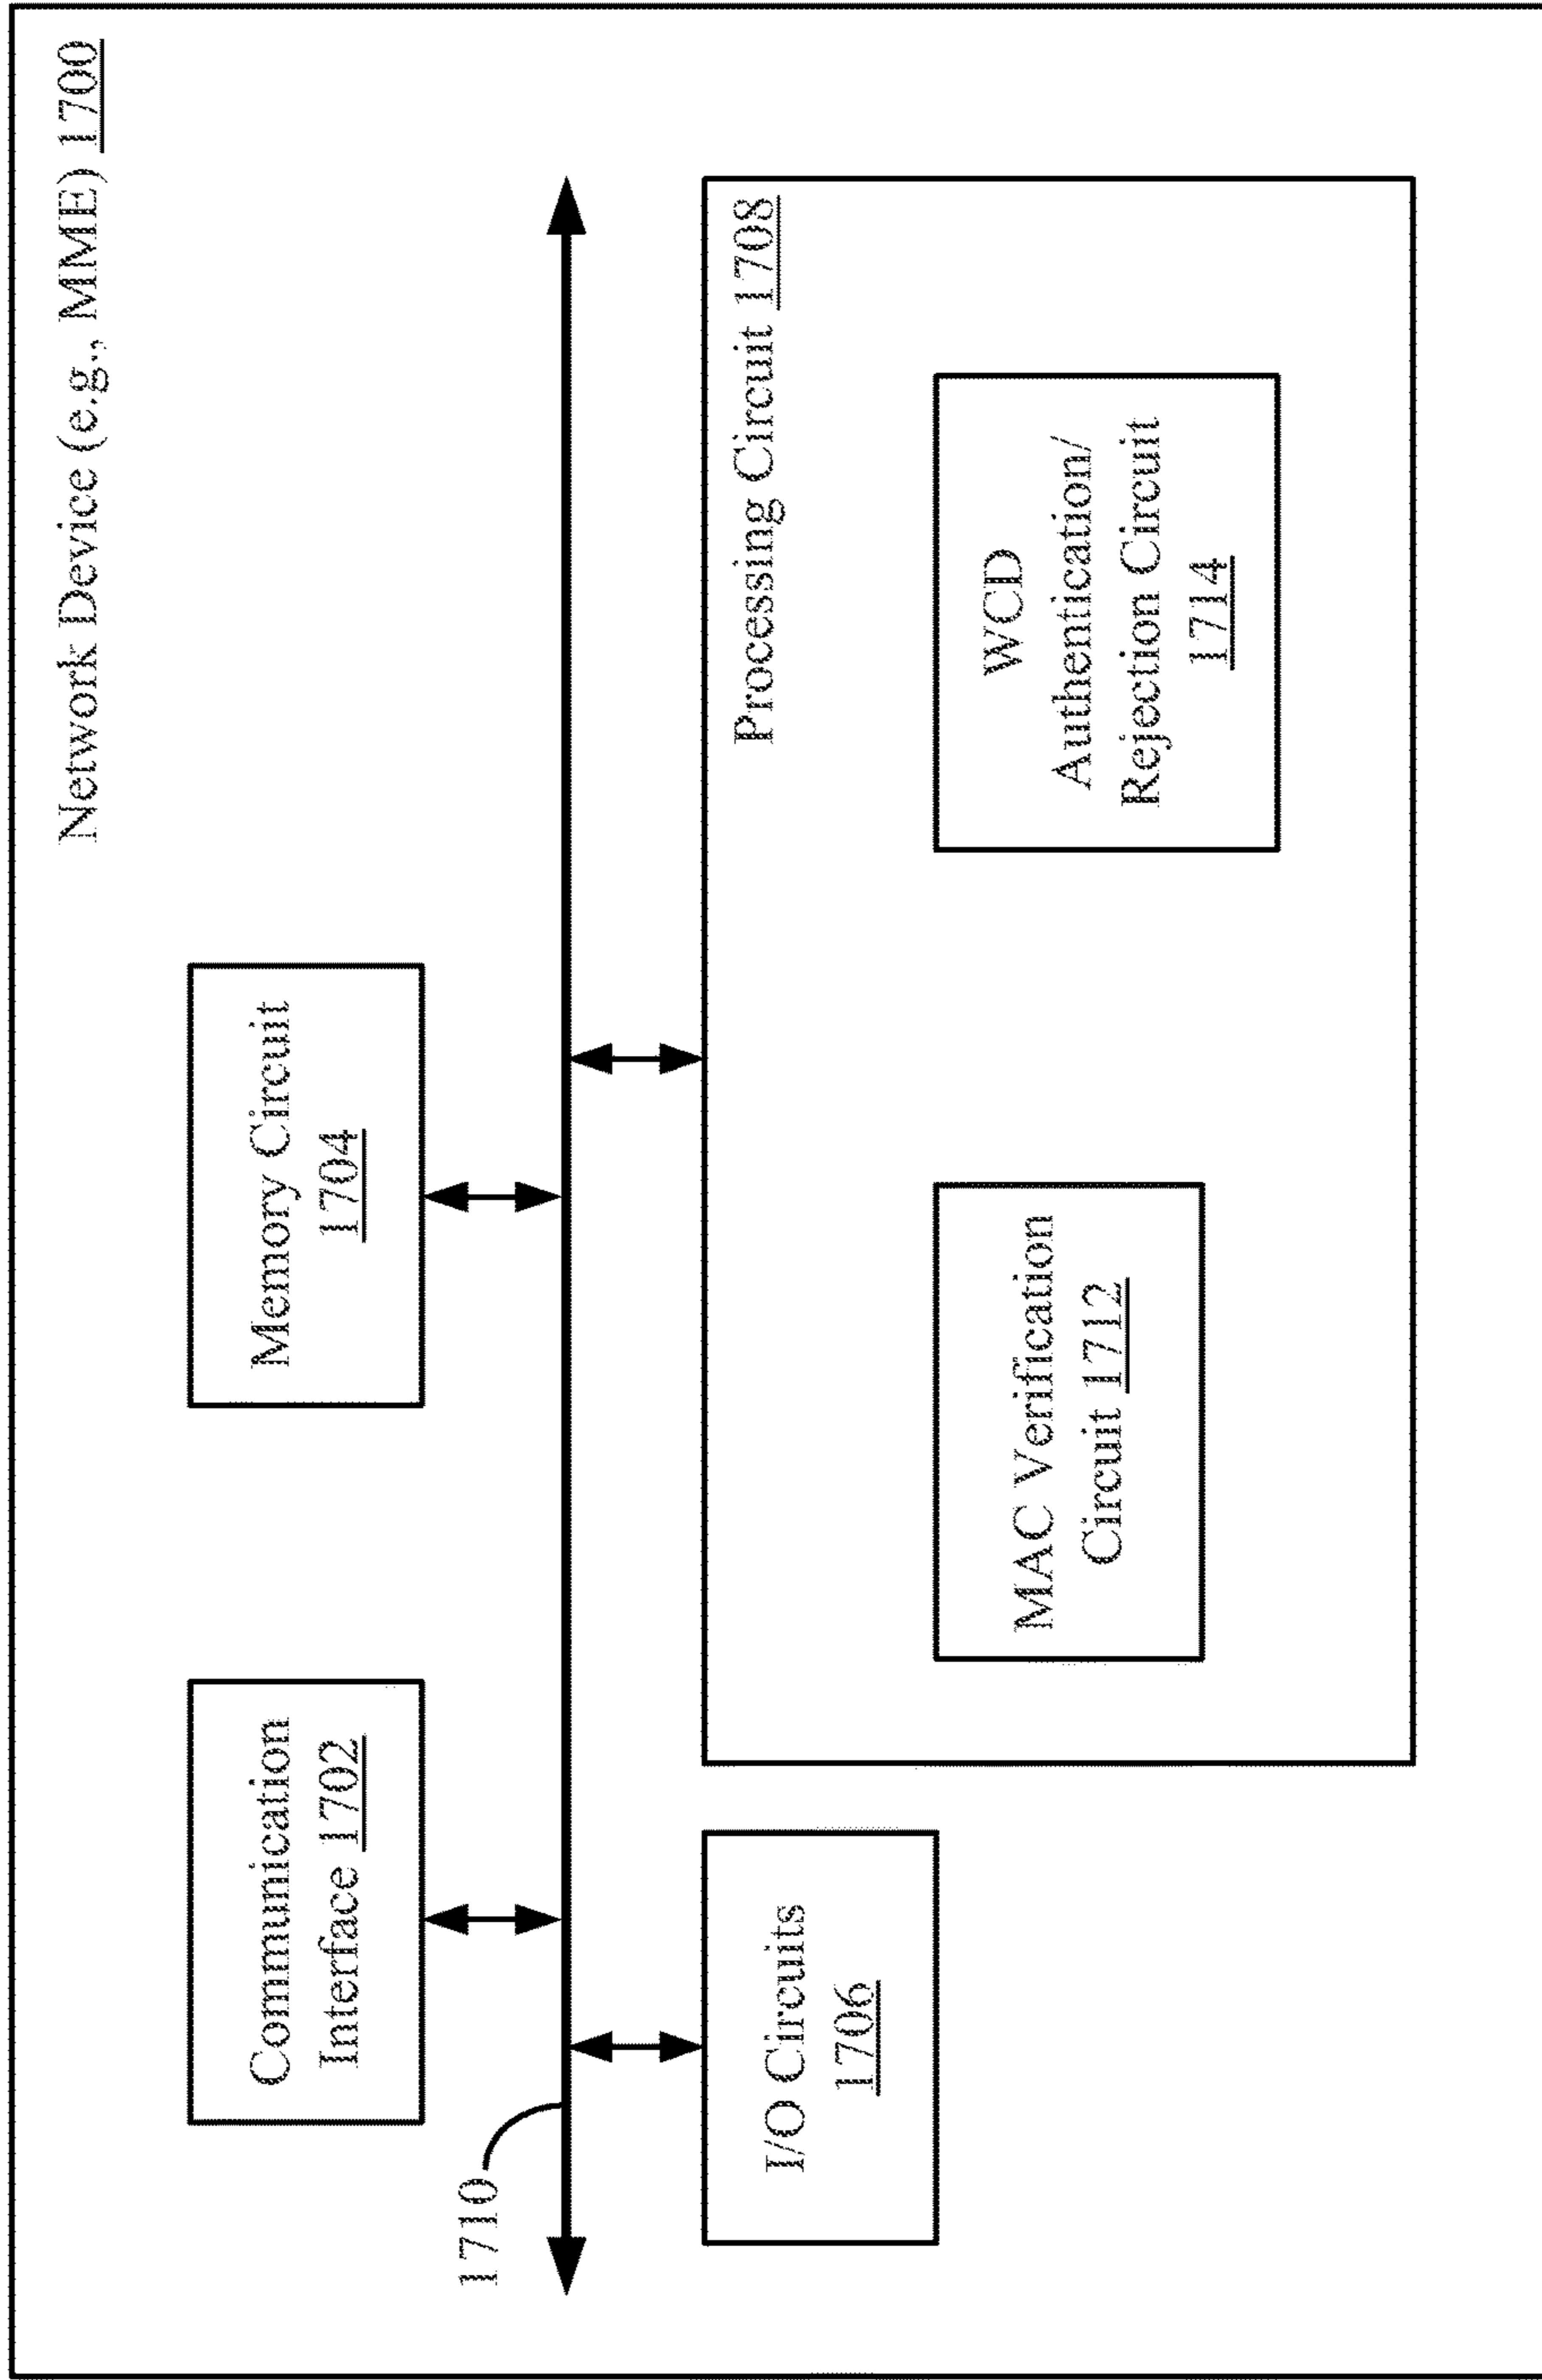 Network Device (e.g., MME) 1700
Communication
Interface 1702
Memory Circuit
1704
1710
I/O Circuits
1706
Processing Circuit 1708
MAC Verification
Circuit 1712
WCD
Authentication/
Rejection Circuit
1714